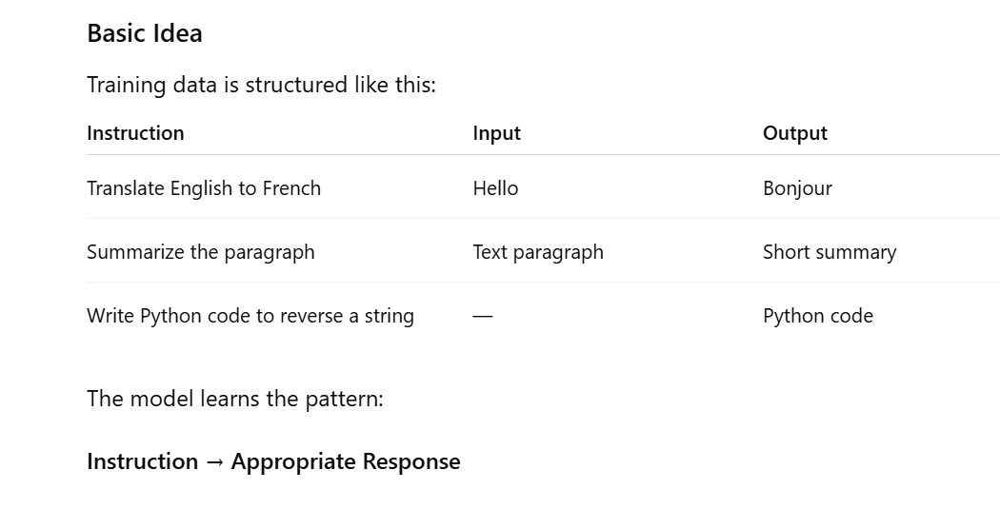 Basic Idea
Training data is structured like this:
Instruction Input Output
Translate English to French Hello Bonjour
Summarize the paragraph Text paragraph Short summary
Write Python code to reverse a string — Python code
The model learns the pattern:
Instruction → Appropriate Response